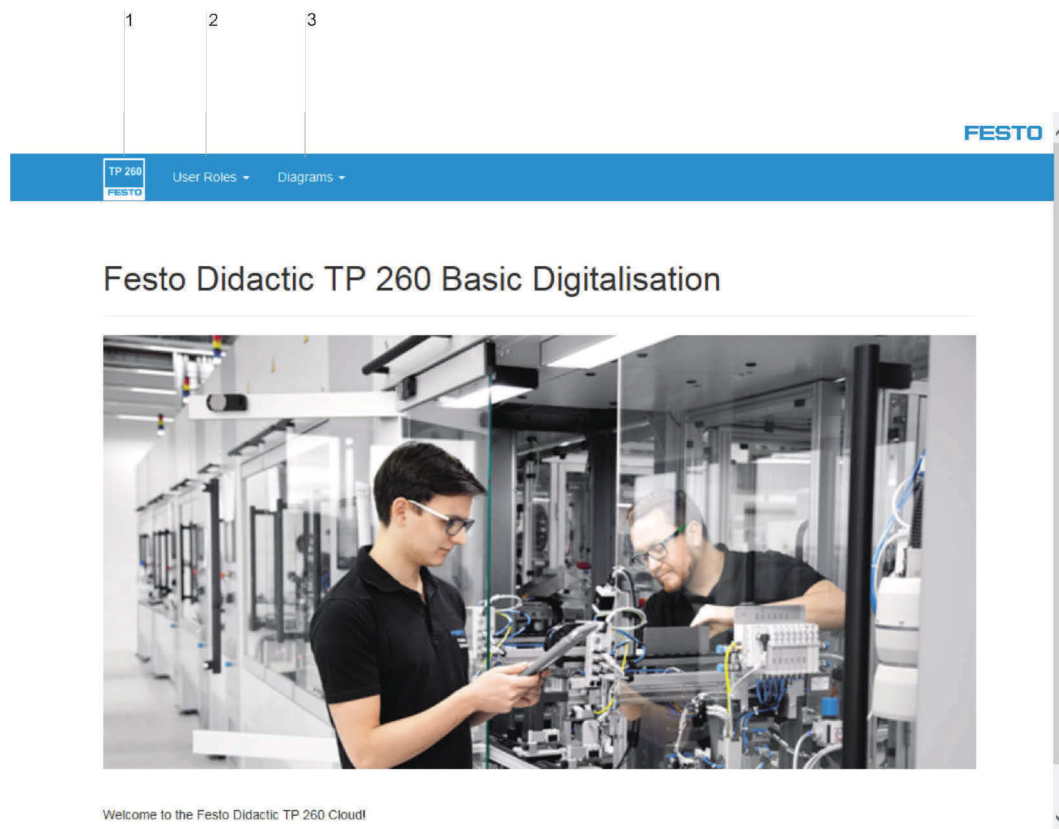 1 2 3
FESTO
TP 260
FESTO
User Roles Diagrams
Festo Didactic TP 260 Basic Digitalisation
Welcome to the Festo Didactic TP 260 Cloud!